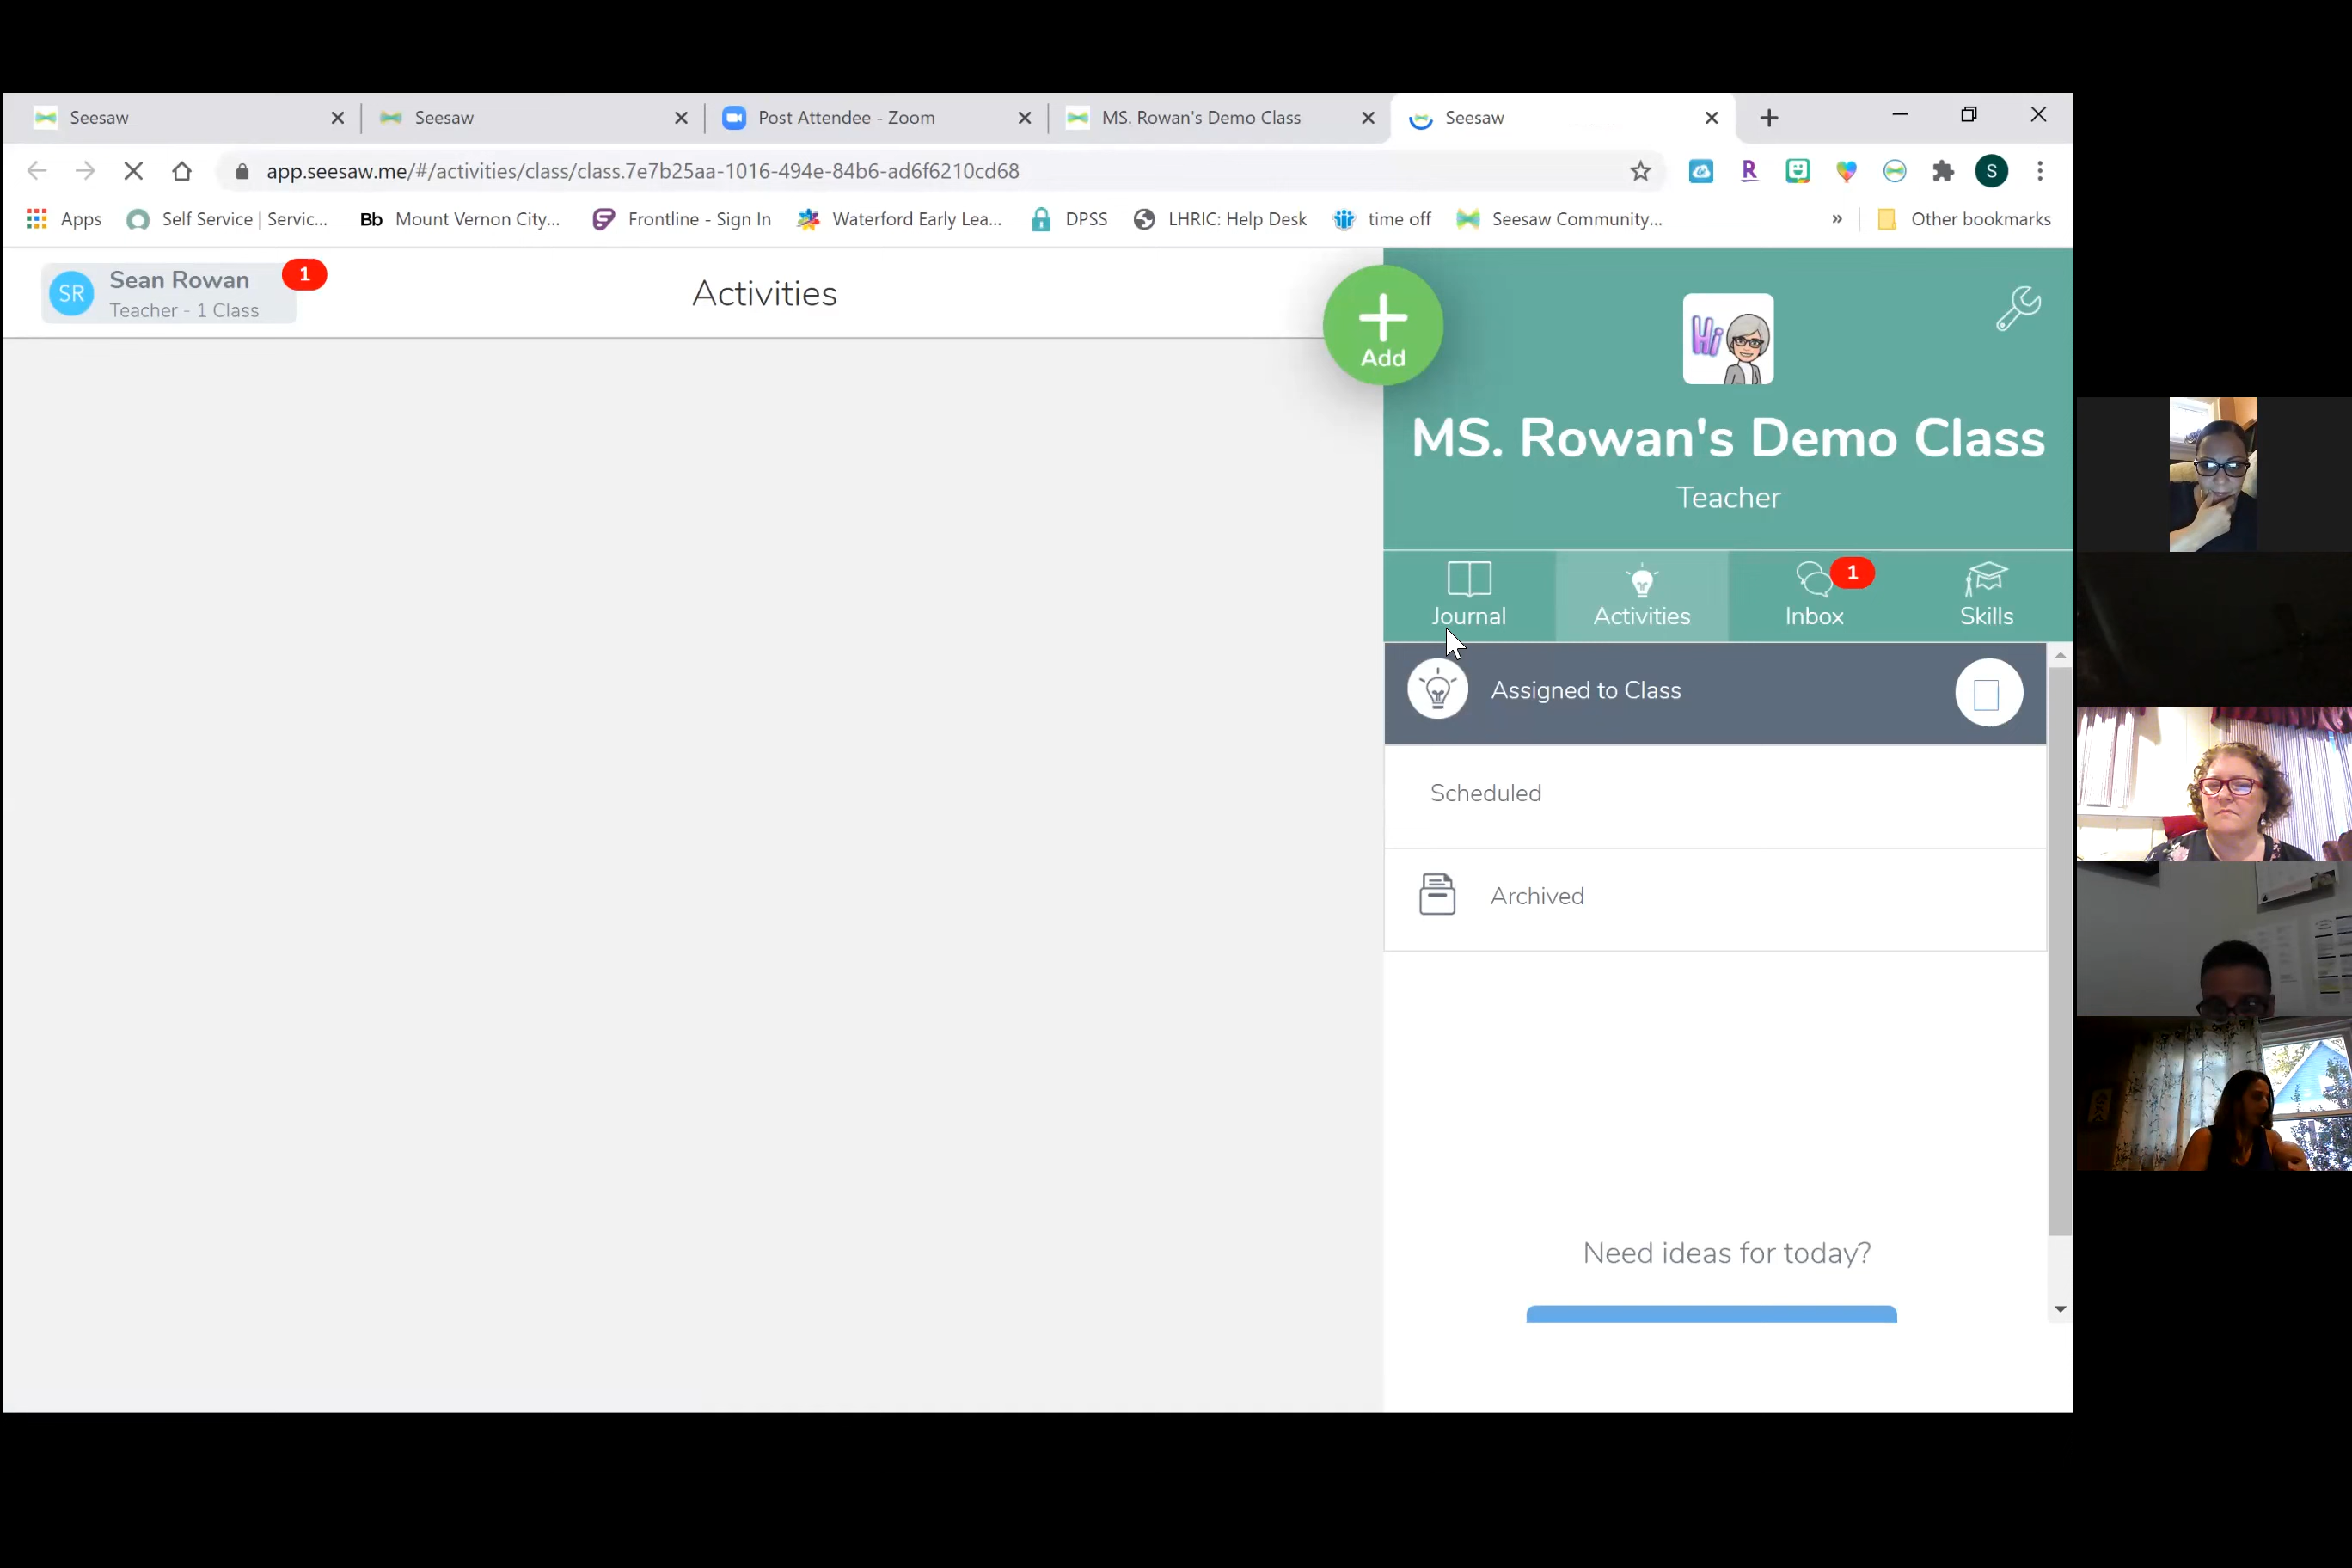 Seesaw
Seesaw
Post Attendee - Zoom
MS. Rowan's Demo Class
Seesaw
app.seesaw.me/#/activities/class/class.7e7b25aa-1016-494e-84b6-ad6f6210cd68
R
S
Apps
Self Service | Servic...
Bb Mount Vernon City...
Frontline - Sign In
Waterford Early Lea...
DPSS
LHRIC: Help Desk
time off
Seesaw Community...
»
Other bookmarks
SR
Sean Rowan
Teacher - 1 Class
1
Activities
Add
Hi
MS. Rowan's Demo Class
Teacher
Journal
Activities
Inbox
1
Skills
Assigned to Class
Scheduled
Archived
Need ideas for today?